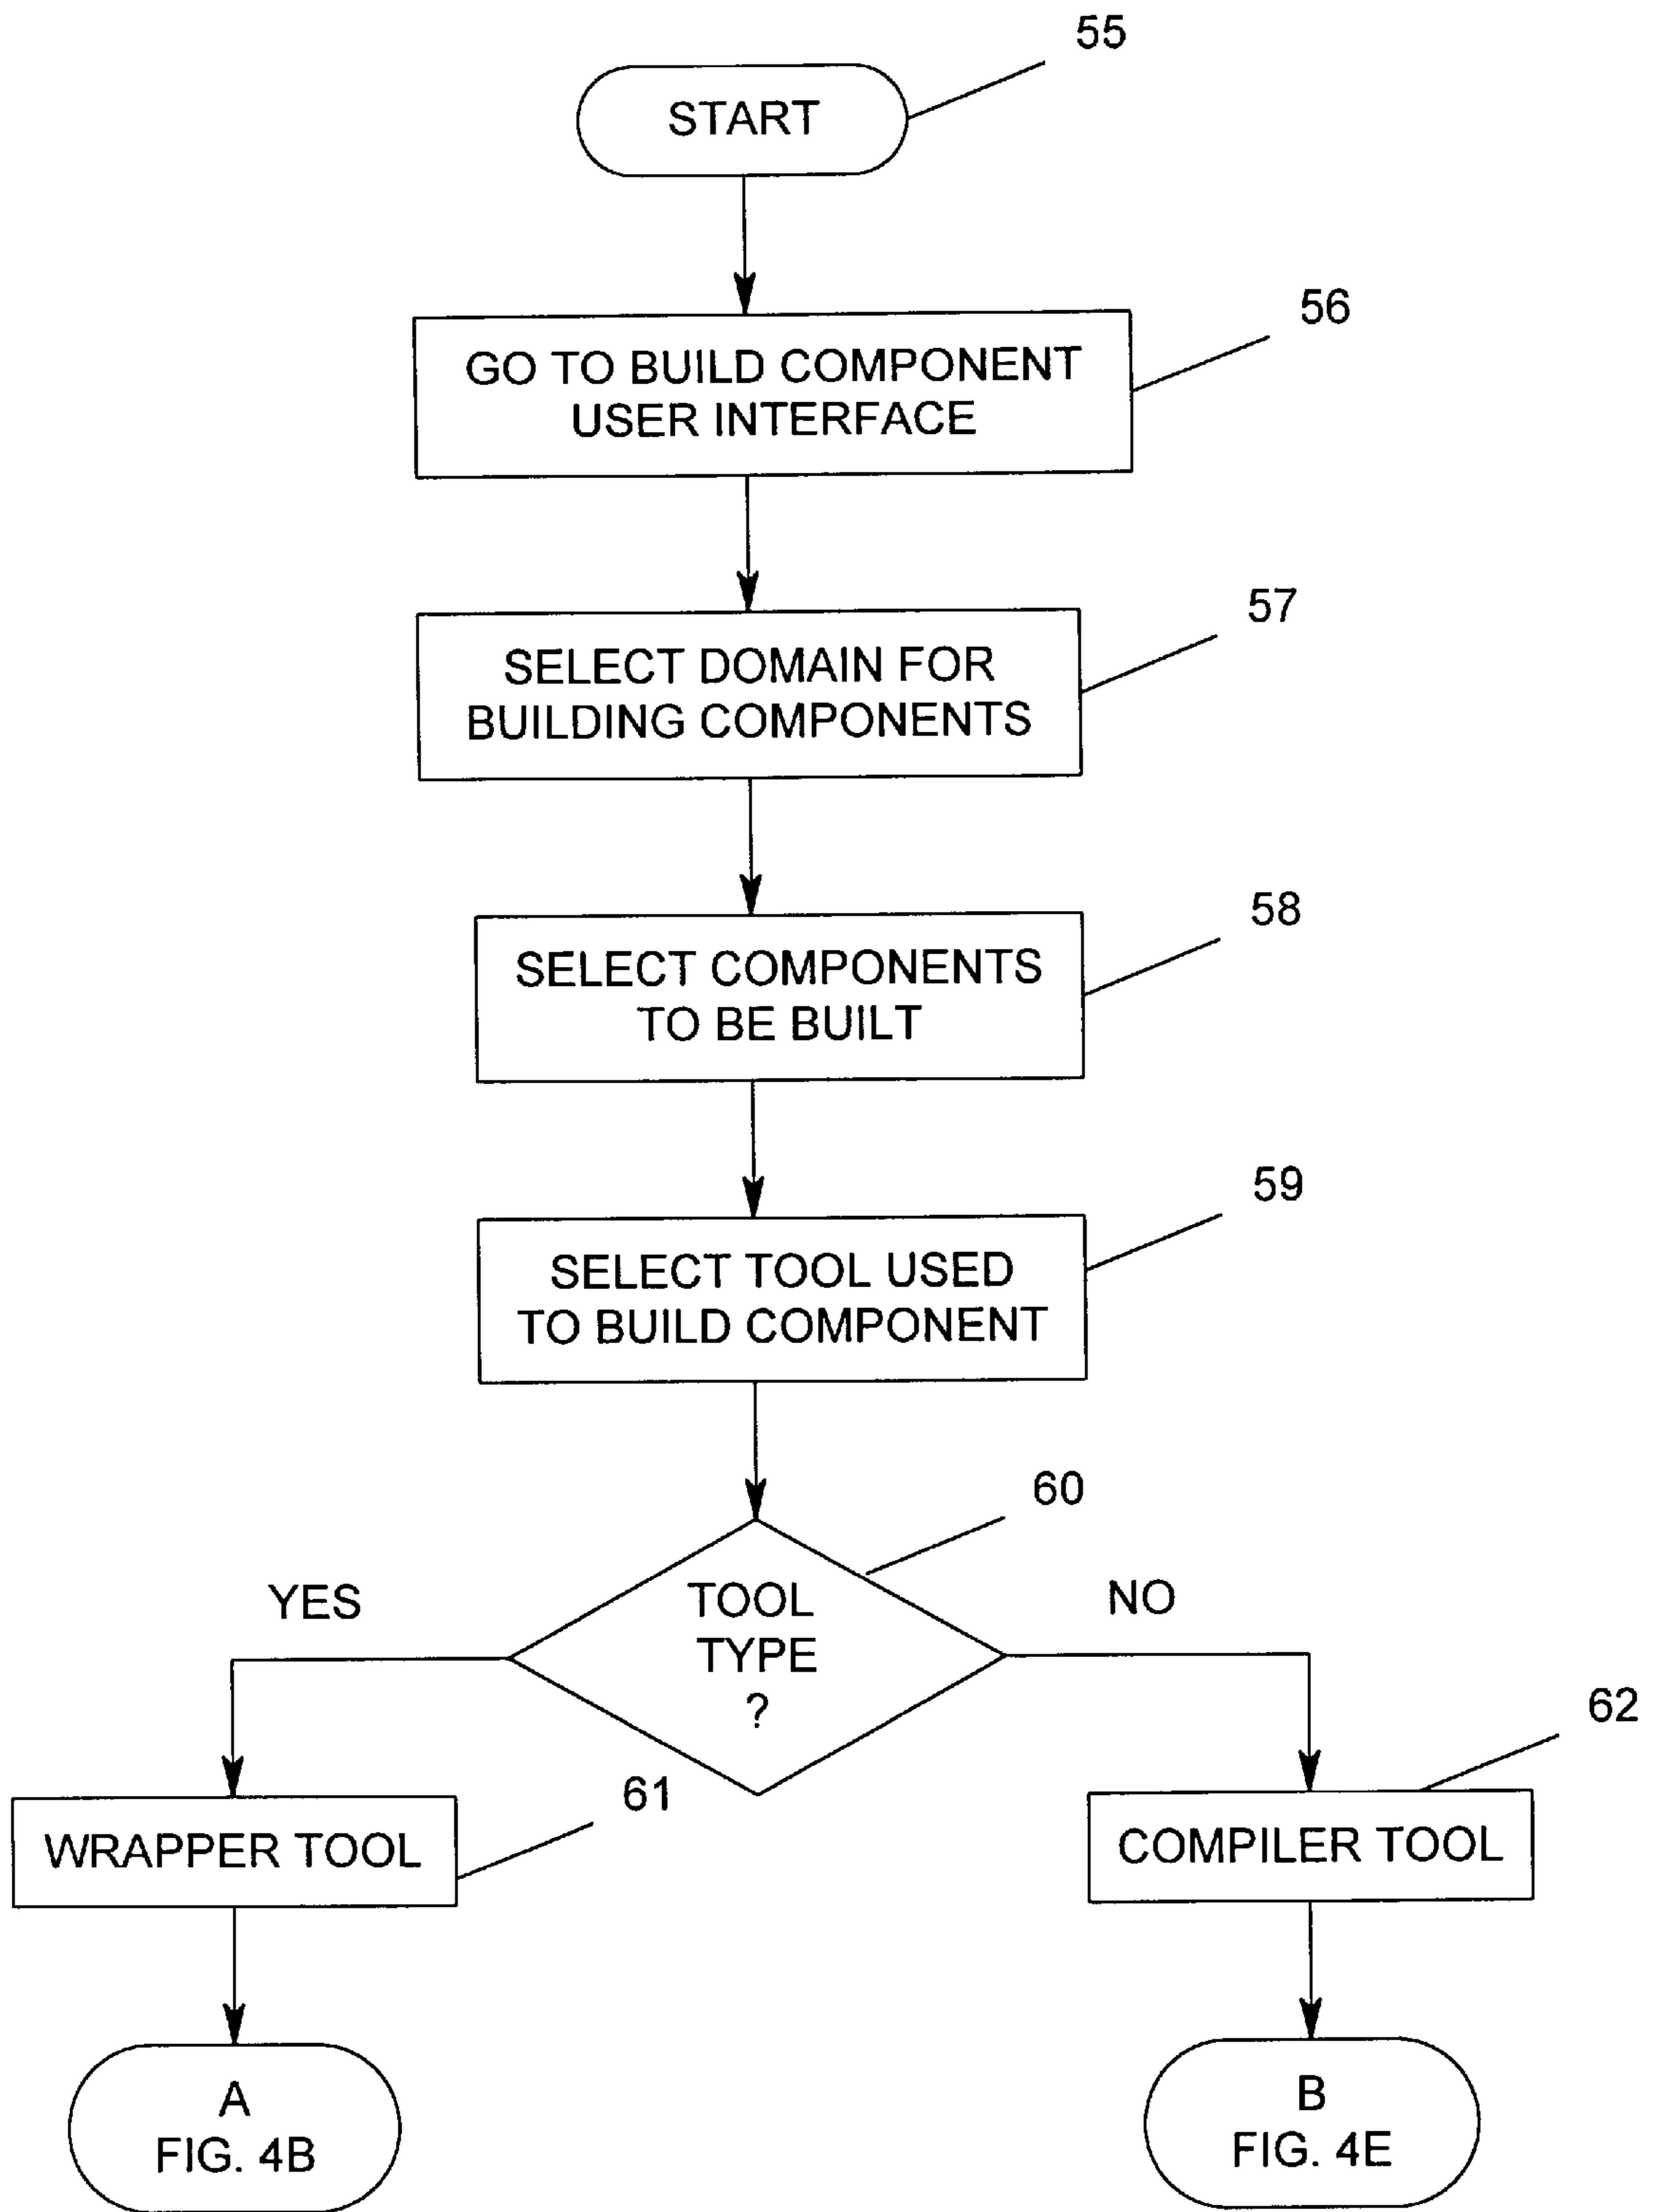 55
START
56
GO TO BUILD COMPONENT
USER INTERFACE
57
SELECT DOMAIN FOR
BUILDING COMPONENTS
58
SELECT COMPONENTS
TO BE BUILT
59
SELECT TOOL USED
TO BUILD COMPONENT
60
YES
TOOL
TYPE
?
NO
61
WRAPPER TOOL
62
COMPILER TOOL
A
FIG. 4B
B
FIG. 4E